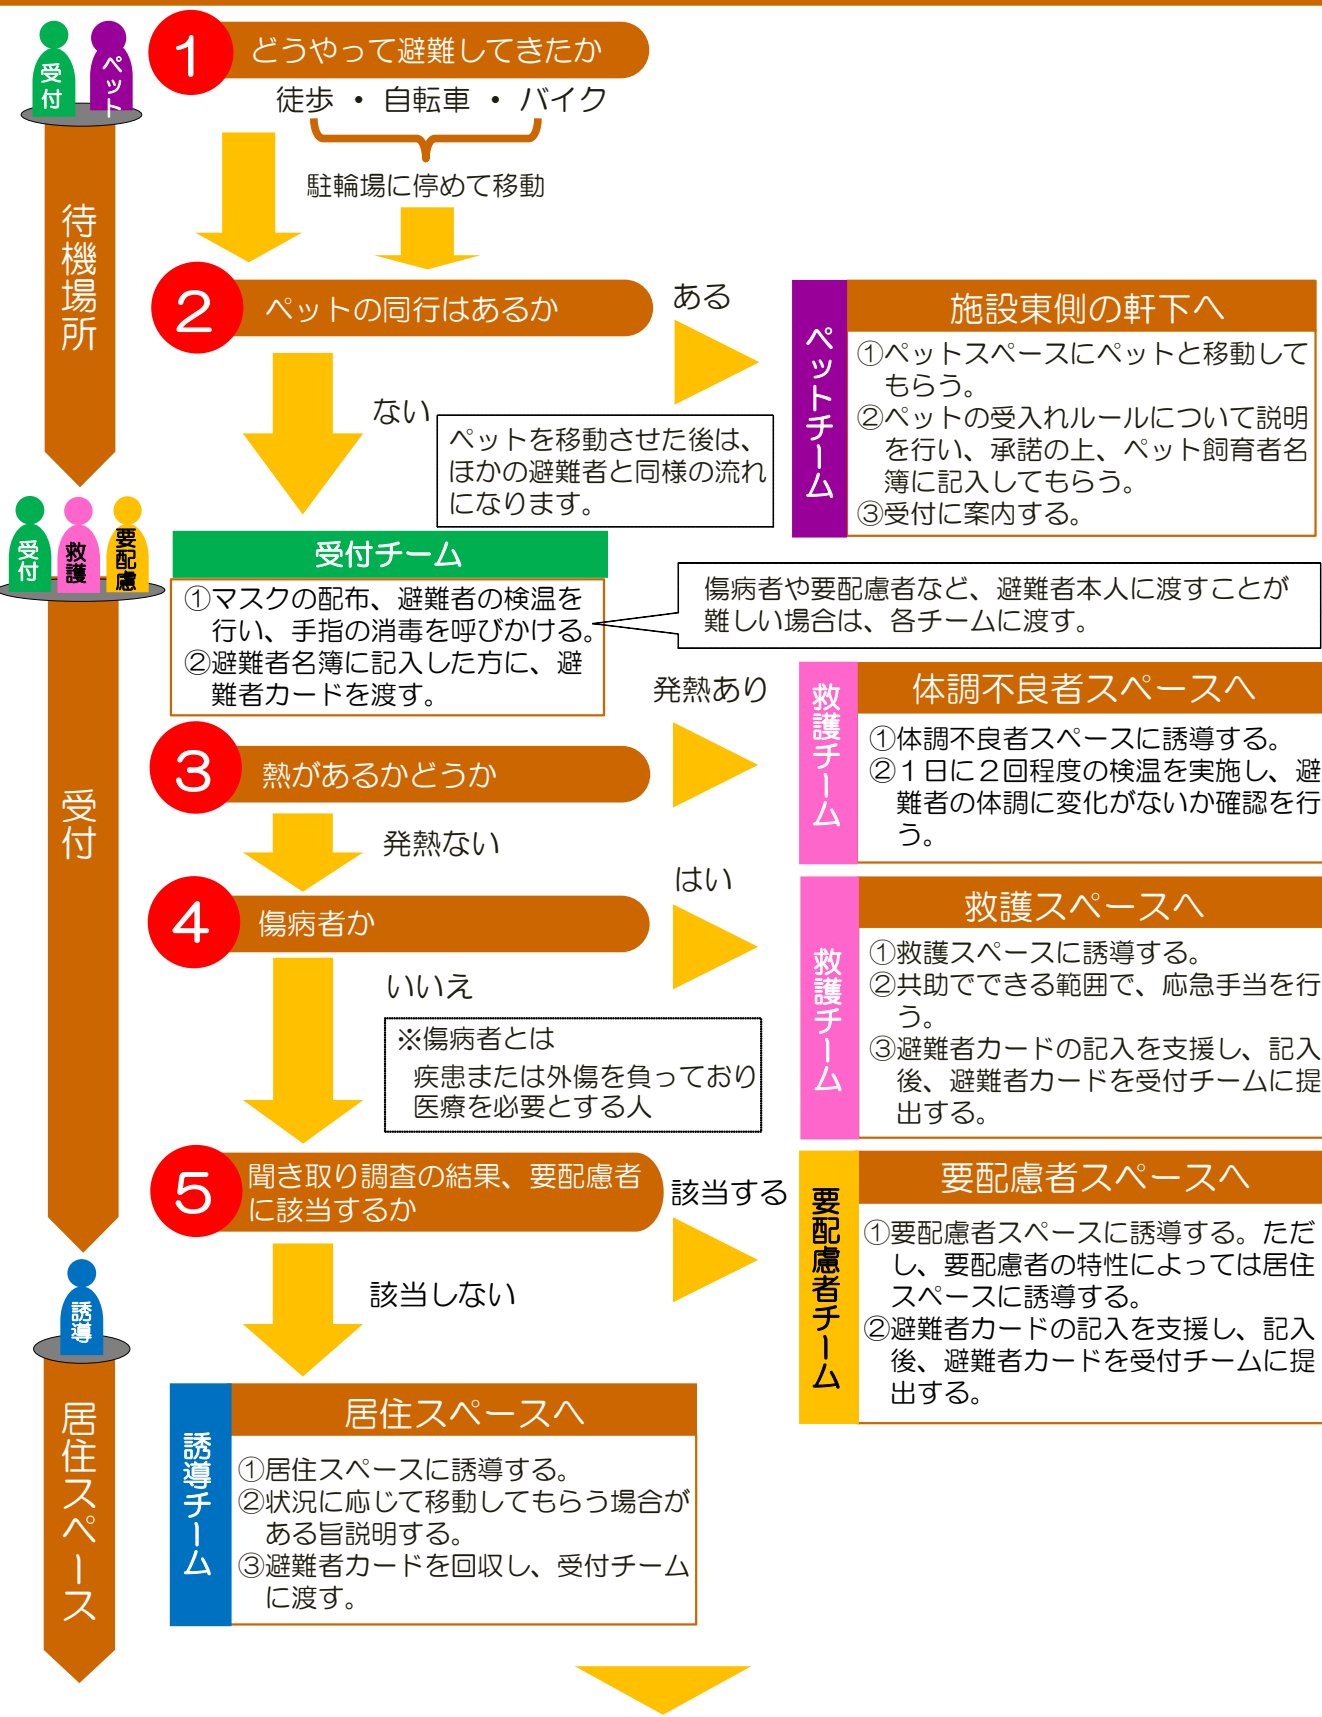 受付
ペット
1
どうやって避難してきたか
徒歩 ・ 自転車 ・ バイク
駐輪場に停めて移動
待機場所
2
ペットの同行はあるか
ある
ない
ペットを移動させた後は、
ほかの避難者と同様の流れ
になります。
ペットチーム
施設東側の軒下へ
①ペットスペースにペットと移動して
もらう。
②ペットの受入れルールについて説明
を行い、承諾の上、ペット飼育者名
簿に記入してもらう。
③受付に案内する。
受付
救護
要配慮
受付チーム
①マスクの配布、避難者の検温を
行い、手指の消毒を呼びかける。
②避難者名簿に記入した方に、避
難者カードを渡す。
傷病者や要配慮者など、避難者本人に渡すことが
難しい場合は、各チームに渡す。
受付
3
熱があるかどうか
発熱あり
発熱ない
救護チーム
体調不良者スペースへ
①体調不良者スペースに誘導する。
②１日に２回程度の検温を実施し、避
難者の体調に変化がないか確認を行
う。
4
傷病者か
はい
いいえ
※傷病者とは
疾患または外傷を負っており
医療を必要とする人
救護チーム
救護スペースへ
①救護スペースに誘導する。
②共助でできる範囲で、応急手当を行
う。
③避難者カードの記入を支援し、記入
後、避難者カードを受付チームに提
出する。
5
聞き取り調査の結果、要配慮者
に該当するか
該当する
該当しない
要配慮者チーム
要配慮者スペースへ
①要配慮者スペースに誘導する。ただ
し、要配慮者の特性によっては居住
スペースに誘導する。
②避難者カードの記入を支援し、記入
後、避難者カードを受付チームに提
出する。
誘導
居住スペース
誘導チーム
居住スペースへ
①居住スペースに誘導する。
②状況に応じて移動してもらう場合が
ある旨説明する。
③避難者カードを回収し、受付チーム
に渡す。